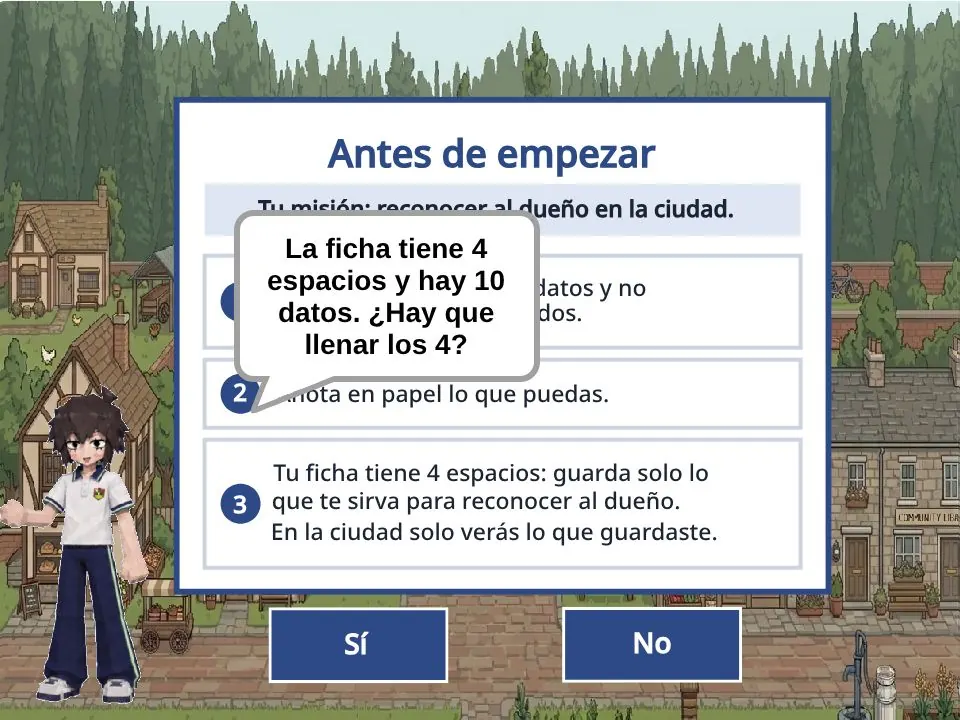 Antes de empezar
Tu misión: reconocer al dueño en la ciudad.
La ficha tiene 4
espacios y hay 10
datos. ¿Hay que
llenar los 4?
datos y no
dos.
2
en papel lo que puedas.
3
Tu ficha tiene 4 espacios: guarda solo lo
que te sirva para reconocer al dueño.
En la ciudad solo verás lo que guardaste.
COMMUNITY
Sí
No